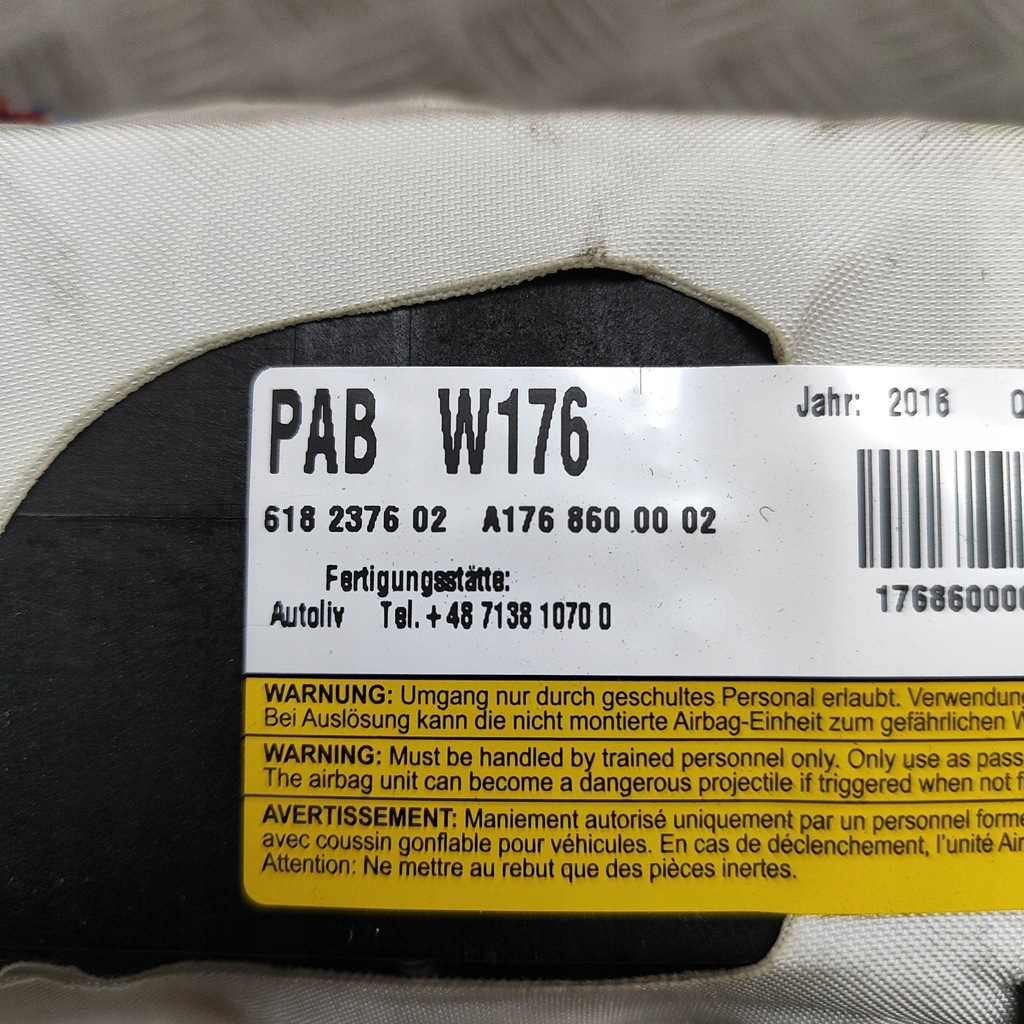 PAB W176
Jahr: 2016
618 2376 02 A176 860 00 02
Fertigungsstätte:
Autoliv Tel. + 48 7138 1070 0
WARNUNG: Umgang nur durch geschultes Personal erlaubt.
Bei Auslösung kann die nicht montierte Airbag-Einheit zum gefährlichen
WARNING: Must be handled by trained personnel only. Only use as
The airbag unit can become a dangerous projectile if triggered when not
AVERTISSEMENT: Maniement autorisé uniquement par un personnel
avec coussin gonflable pour véhicules. En cas de déclenchement, l'unité
Attention: Ne mettre au rebut que des pièces inertes.